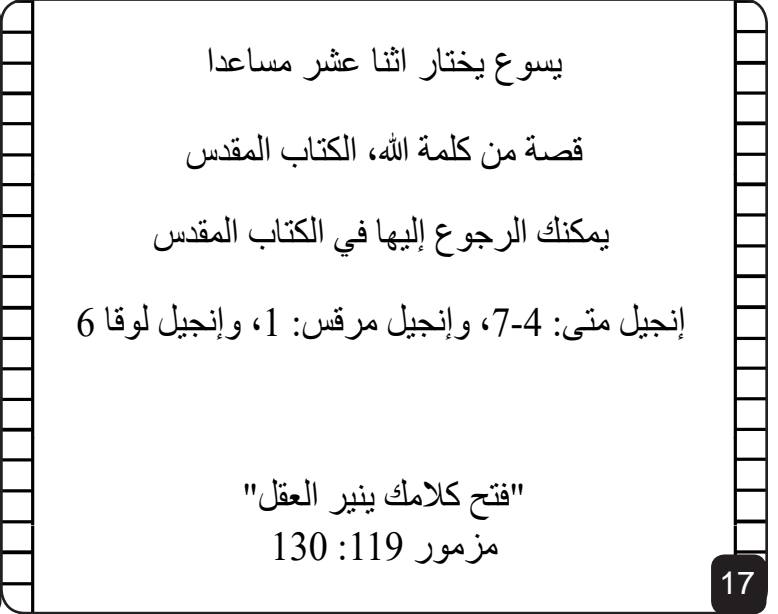 يسوع يختار اثنا عشر مساعدا
قصة من كلمة الله، الكتاب المقدس
يمكنك الرجوع إليها في الكتاب المقدس
إنجيل متى: 4-7، وإنجيل مرقس: 1، وإنجيل لوقا 6
"فتح كلامك ينير العقل"
مزمور 119: 130
17